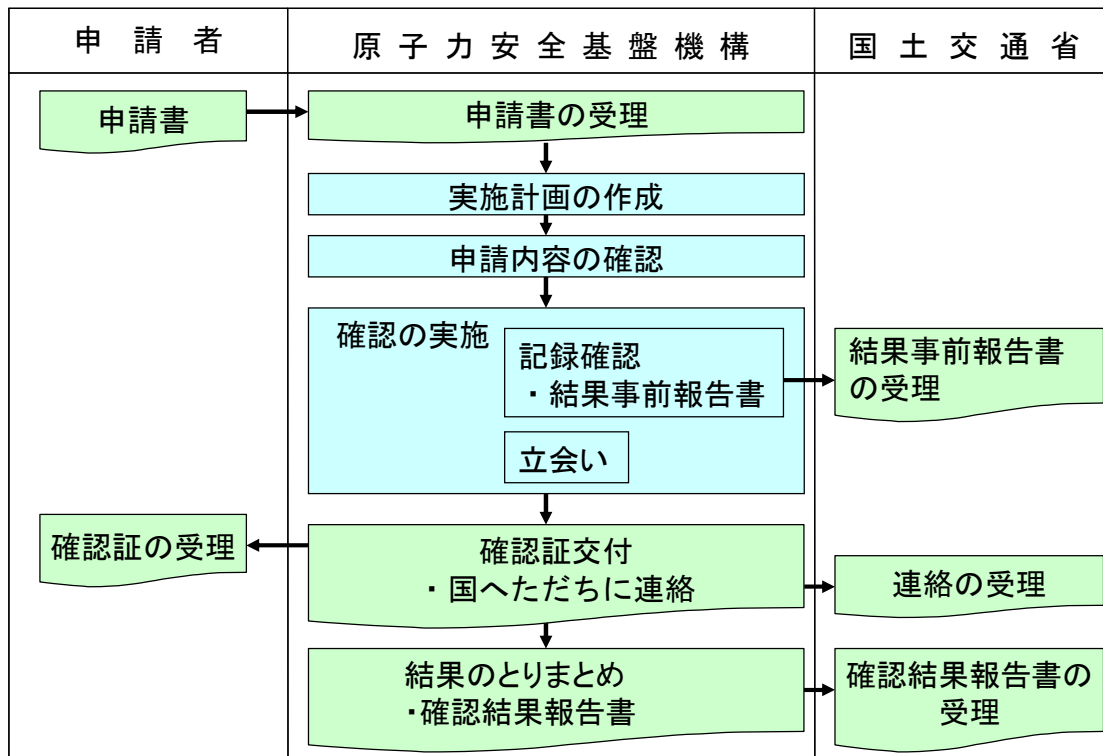 申請者
原子力安全基盤機構
国土交通省
申請書
申請書の受理
実施計画の作成
申請内容の確認
確認の実施
記録確認
・結果事前報告書
結果事前報告書
の受理
立会い
確認証の受理
確認証交付
・国へただちに連絡
連絡の受理
結果のとりまとめ
・確認結果報告書
確認結果報告書の
受理